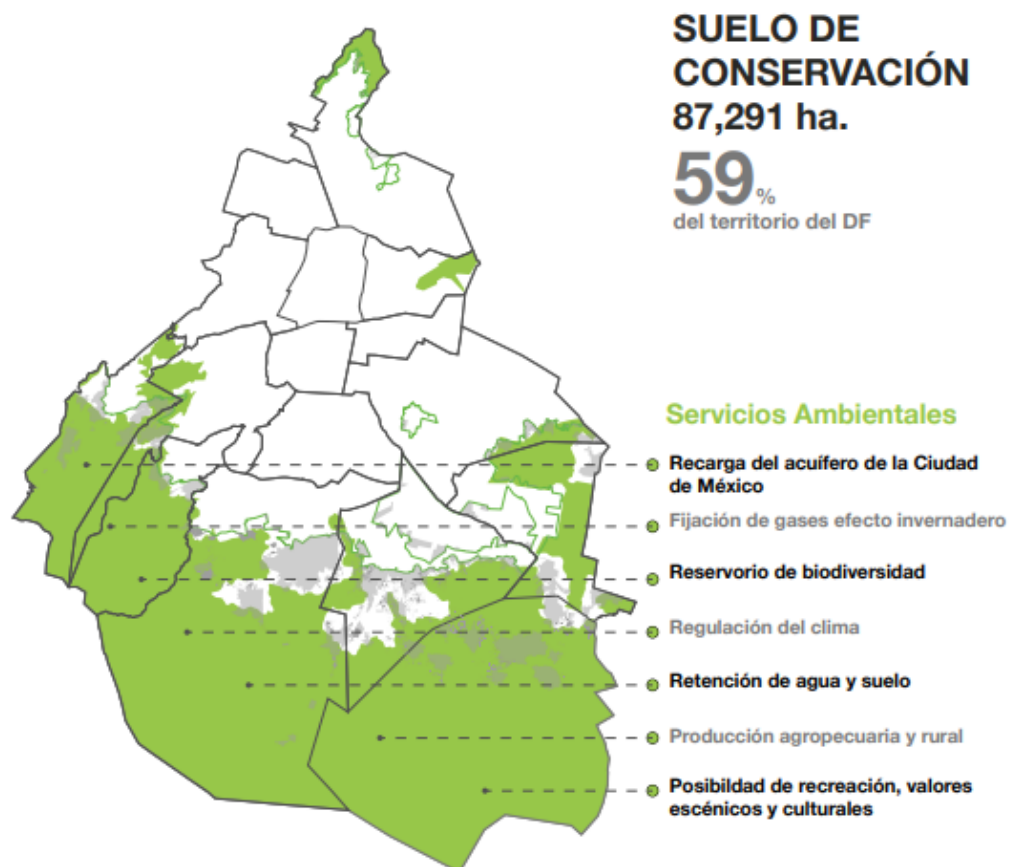 SUELO DE
CONSERVACIÓN
87,291 ha.
59%
del territorio del DF
Servicios Ambientales
Recarga del acuífero de la Ciudad
de México
Fijación de gases efecto invernadero
Reservorio de biodiversidad
Regulación del clima
Retención de agua y suelo
Producción agropecuaria y rural
Posibildad de recreación, valores
escénicos y culturales